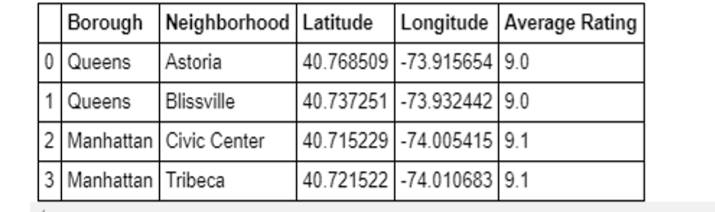 Borough Neighborhood Latitude Longitude Average Rating
0 Queens Astoria 40.768509 -73.915654 9.0
1 Queens Blissville 40.737251 -73.932442 9.0
2 Manhattan Civic Center 40.715229 -74.005415 9.1
3 Manhattan Tribeca 40.721522 -74.010683 9.1